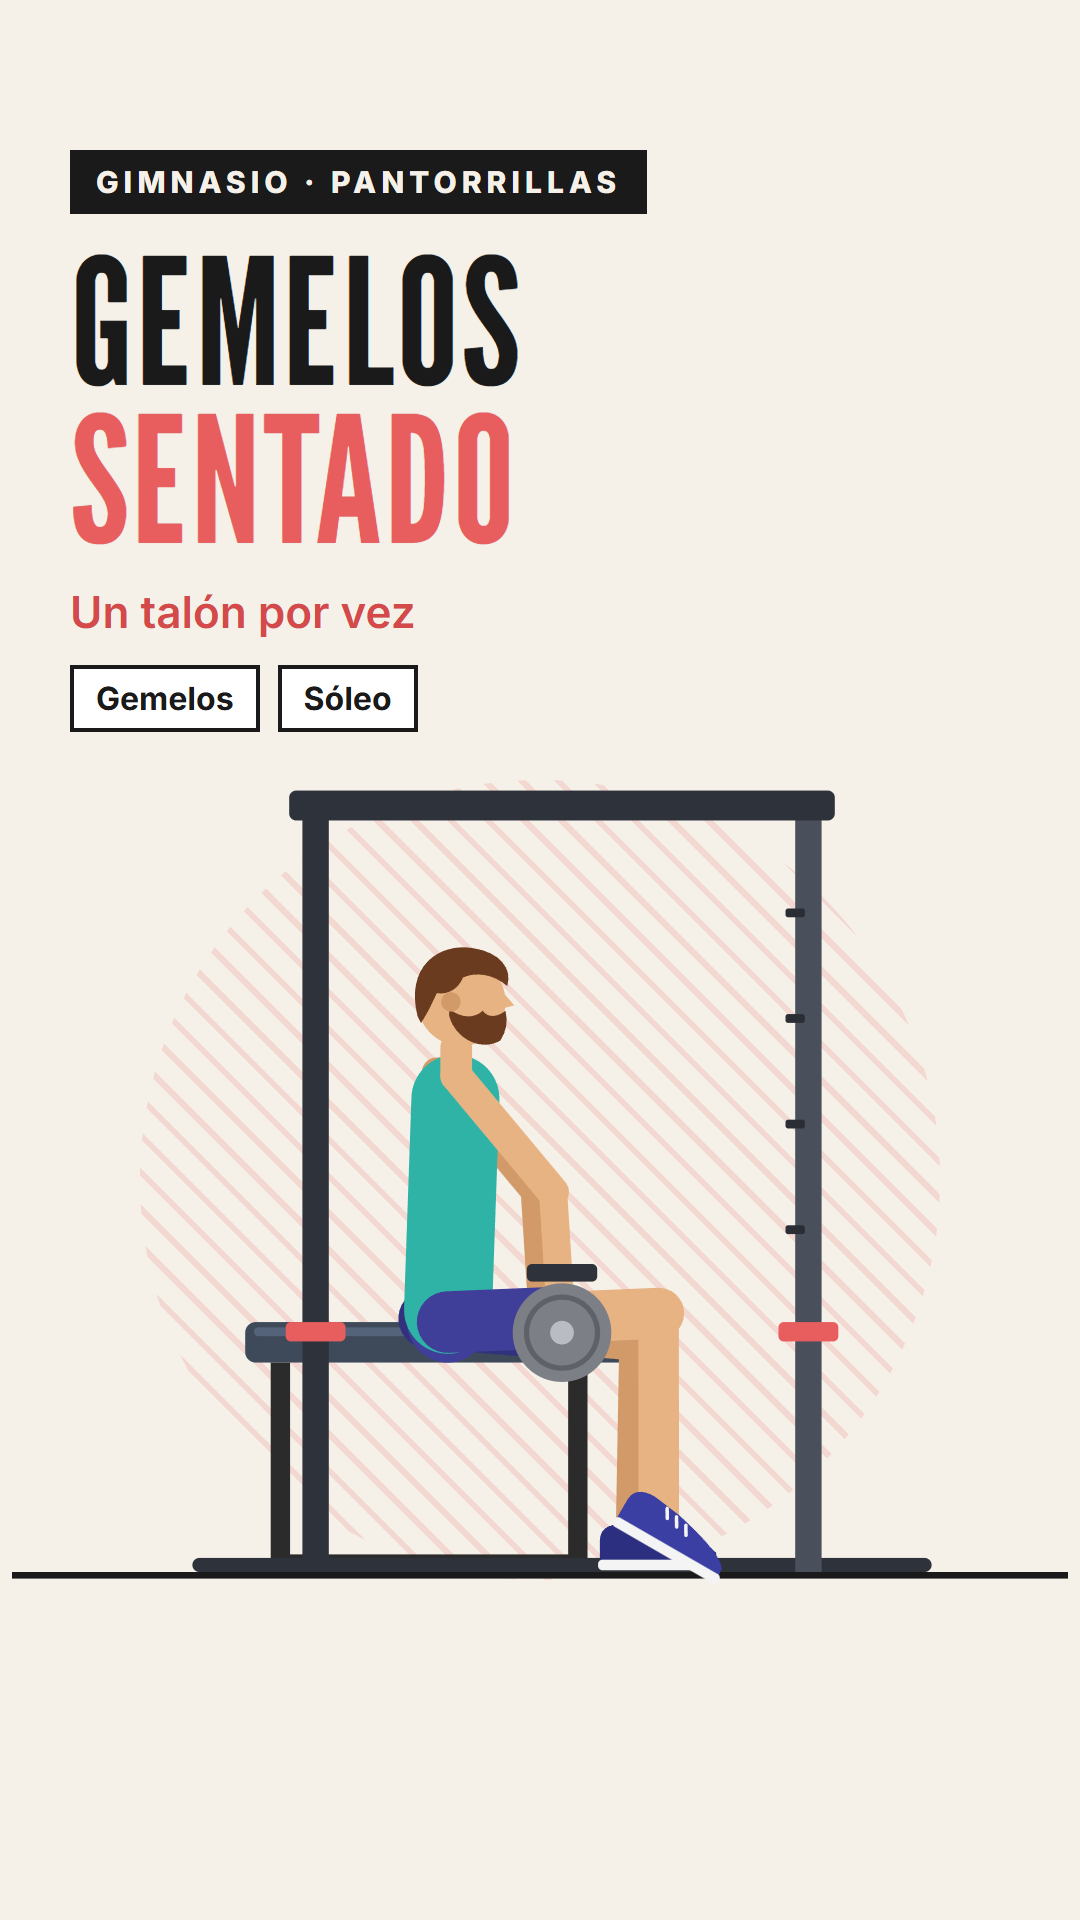 GIMNASIO · PANTORRILLAS
GEMELOS
SENTADO
Un talón por vez
Gemelos
Sóleo